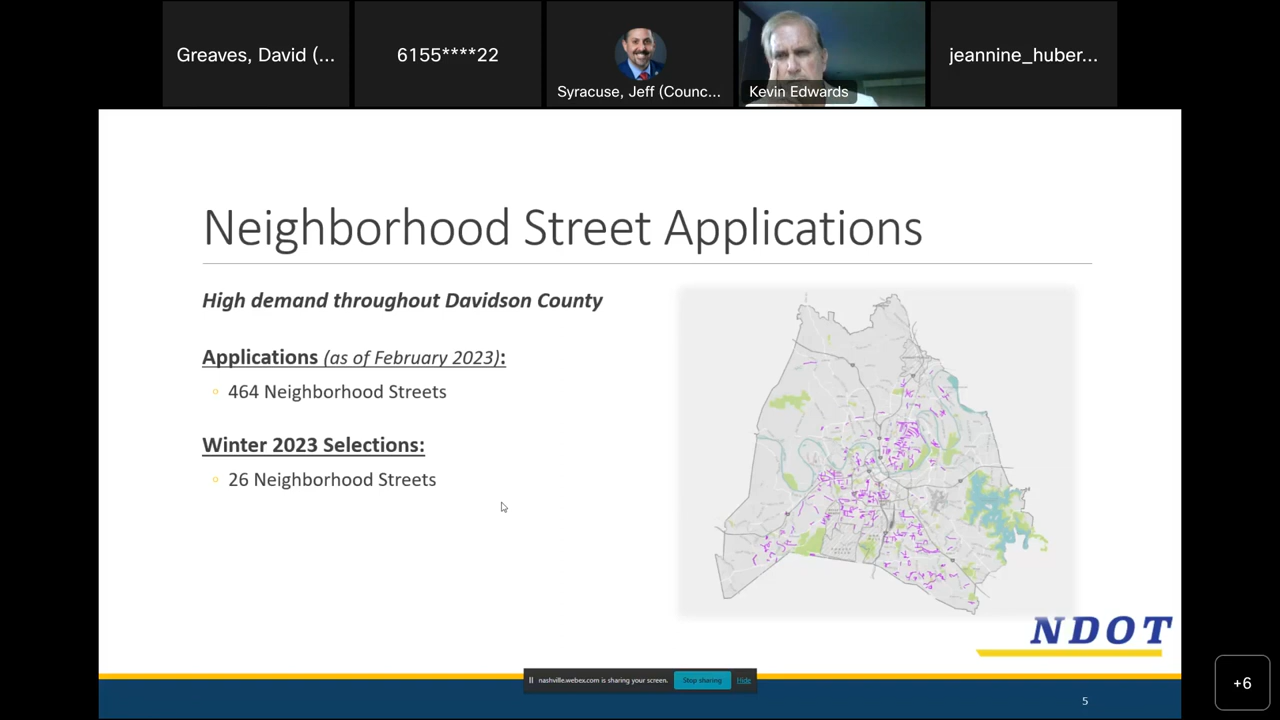 Greaves, David (...
6155****22
Syracuse, Jeff (Counc...
Kevin Edwards
jeannine_huber...
Neighborhood Street Applications
High demand throughout Davidson County
Applications (as of February 2023):
464 Neighborhood Streets
Winter 2023 Selections:
26 Neighborhood Streets
NDOT
nashville.webex.com is sharing your screen.
Stop sharing
Hide
5
+6